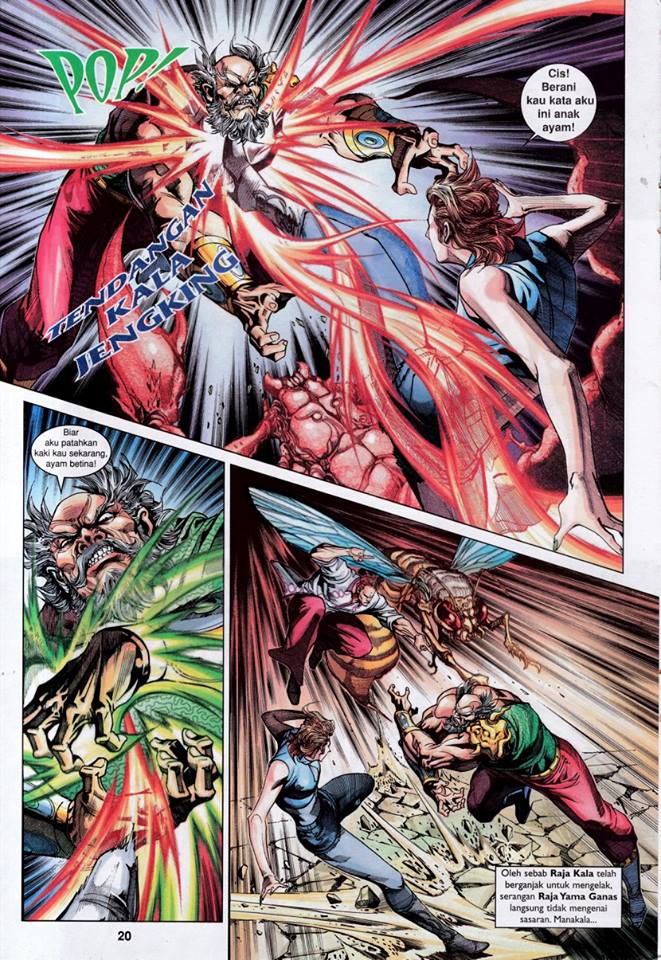 POP!
Cis!
Berani
kau kata aku
ini anak
ayam!
TENDANGAN
KALA
JENGKING
Biar
aku patahkan
kaki kau sekarang,
ayam betina!
Oleh sebab Raja Kala telah
berganjak untuk mengelak,
serangan Raja Yama Ganas
langsung tidak mengenai
sasaran. Manakala...
20